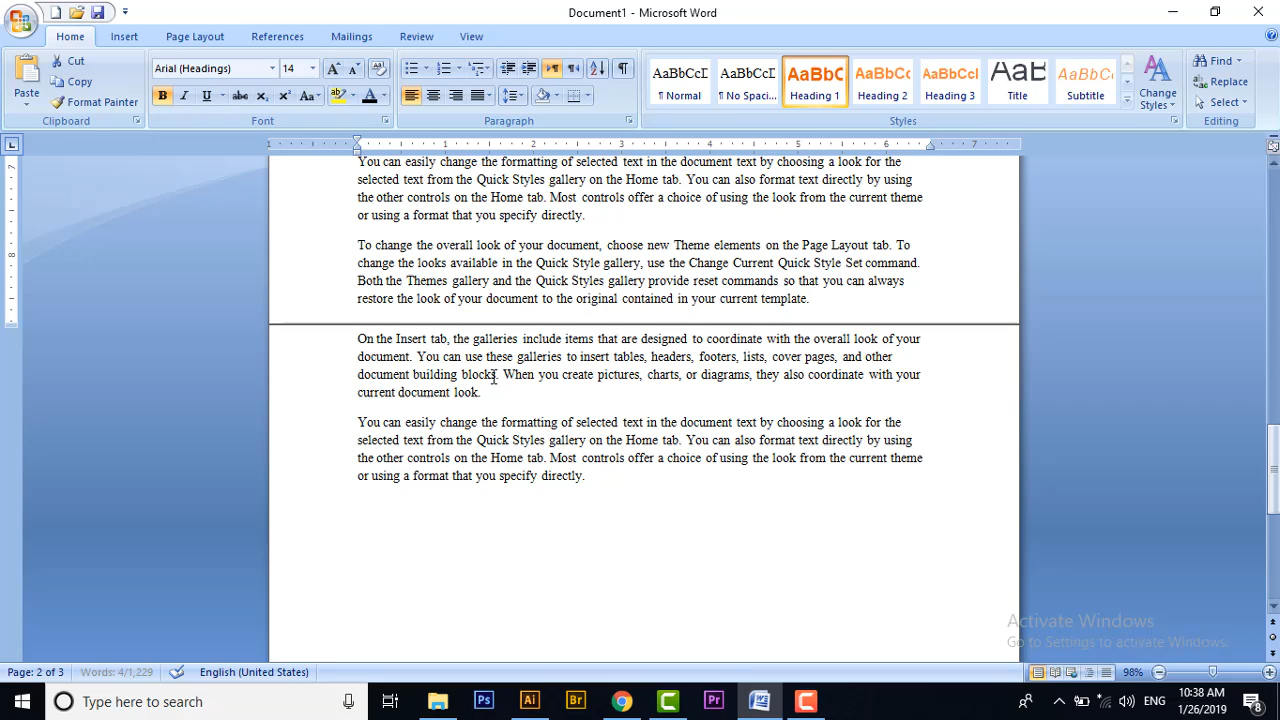 Document1 - Microsoft Word
Home Insert Page Layout References Mailings Review View
Paste
Cut
Copy
Format Painter
Clipboard
Arial (Headings) 14
Font
Paragraph
AaBbCcD AaBbCcD AaBbC AaBbCc AaBbCcI AaB AaBbCc
¶ Normal ¶ No Spaci... Heading 1 Heading 2 Heading 3 Title Subtitle
Change Styles
Styles
Find
Replace
Select
Editing
1 1 2 3 4 5 6 7
You can easily change the formatting of selected text in the document text by choosing a look for the
selected text from the Quick Styles gallery on the Home tab. You can also format text directly by using
the other controls on the Home tab. Most controls offer a choice of using the look from the current theme
or using a format that you specify directly.
To change the overall look of your document, choose new Theme elements on the Page Layout tab. To
change the looks available in the Quick Style gallery, use the Change Current Quick Style Set command.
Both the Themes gallery and the Quick Styles gallery provide reset commands so that you can always
restore the look of your document to the original contained in your current template.
On the Insert tab, the galleries include items that are designed to coordinate with the overall look of your
document. You can use these galleries to insert tables, headers, footers, lists, cover pages, and other
document building blocks. When you create pictures, charts, or diagrams, they also coordinate with your
current document look.
You can easily change the formatting of selected text in the document text by choosing a look for the
selected text from the Quick Styles gallery on the Home tab. You can also format text directly by using
the other controls on the Home tab. Most controls offer a choice of using the look from the current theme
or using a format that you specify directly.
Activate Windows
Go to Settings to activate Windows.
Page: 2 of 3 Words: 4/1,229 English (United States) 98%
Type here to search
Ps Ai Br Pr
ENG
10:38 AM
1/26/2019
8